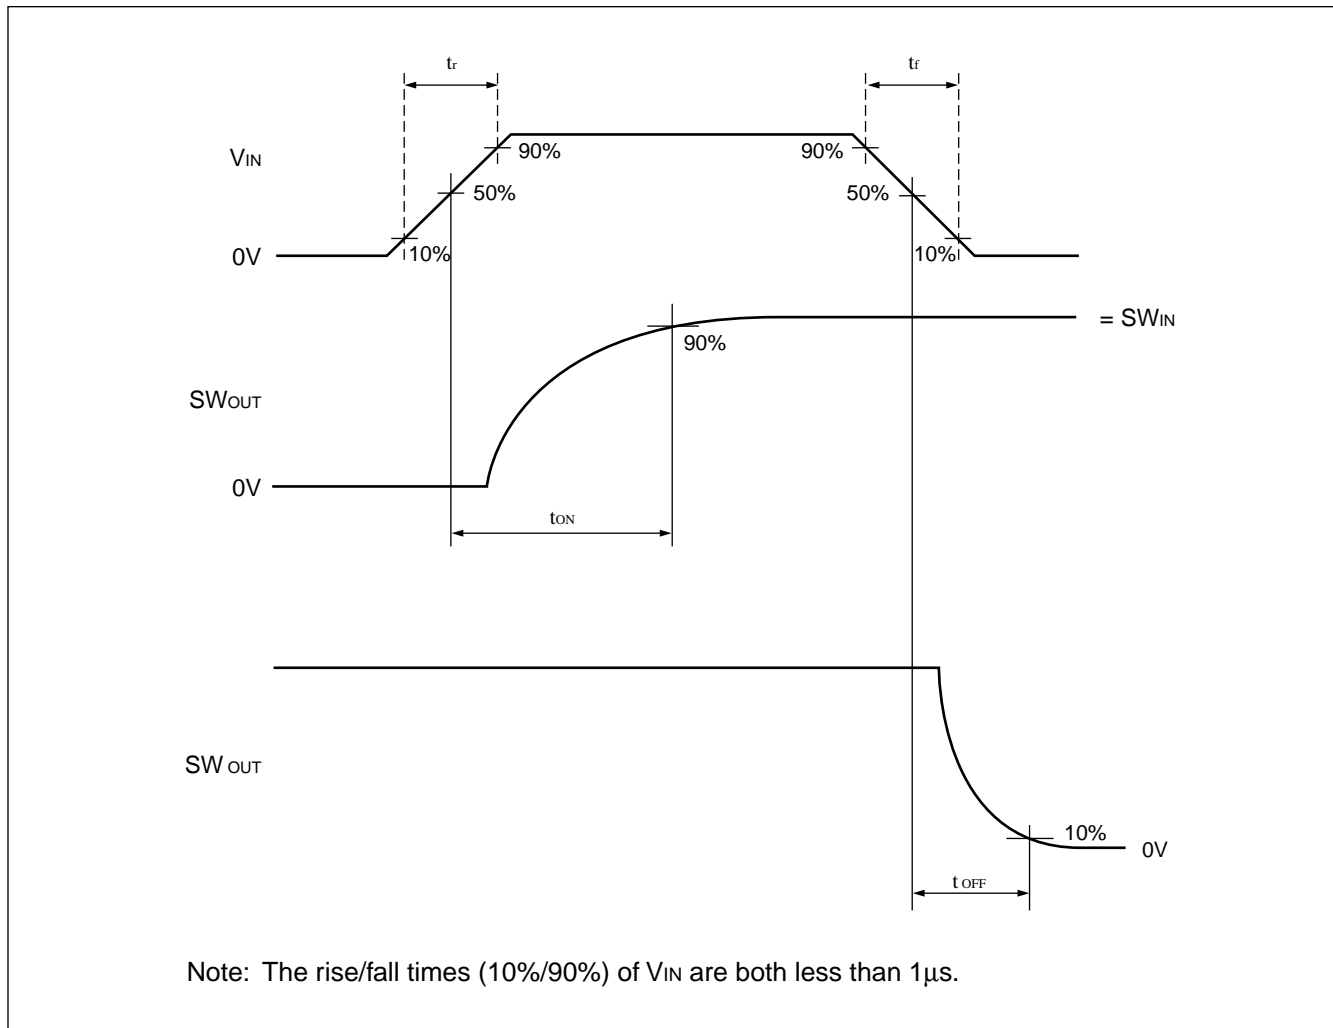 tr
tf
VIN
90%
90%
50%
50%
10%
10%
0V
= SWIN
90%
SWOUT
0V
tON
SW OUT
10%
0V
t OFF
Note: The rise/fall times (10%/90%) of VIN are both less than 1μs.